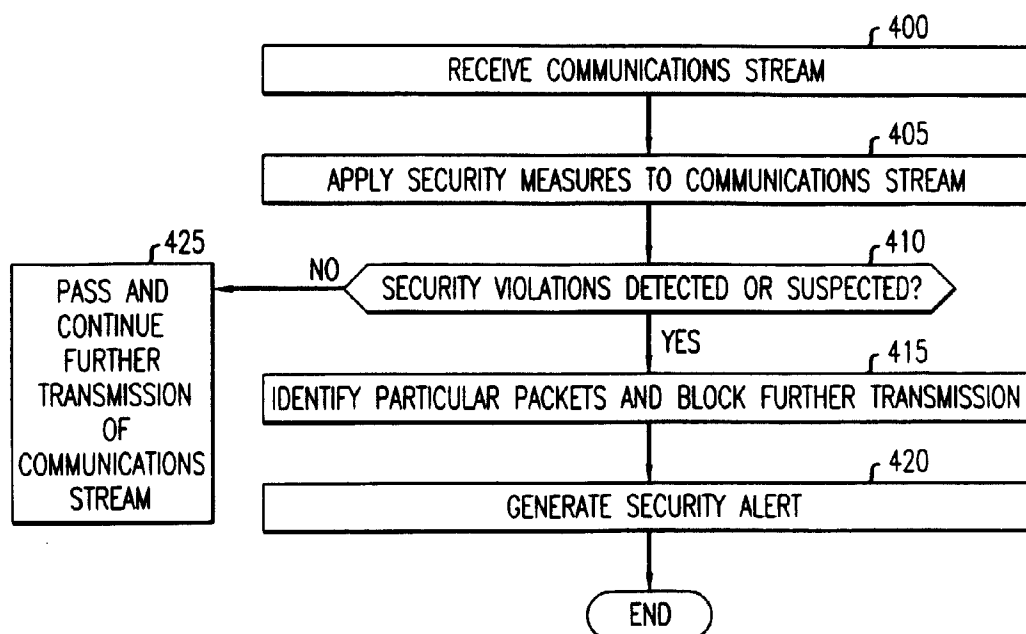 400
RECEIVE COMMUNICATIONS STREAM
405
APPLY SECURITY MEASURES TO COMMUNICATIONS STREAM
410
SECURITY VIOLATIONS DETECTED OR SUSPECTED?
NO
425
PASS AND
CONTINUE
FURTHER
TRANSMISSION
OF
COMMUNICATIONS
STREAM
YES
415
IDENTIFY PARTICULAR PACKETS AND BLOCK FURTHER TRANSMISSION
420
GENERATE SECURITY ALERT
END